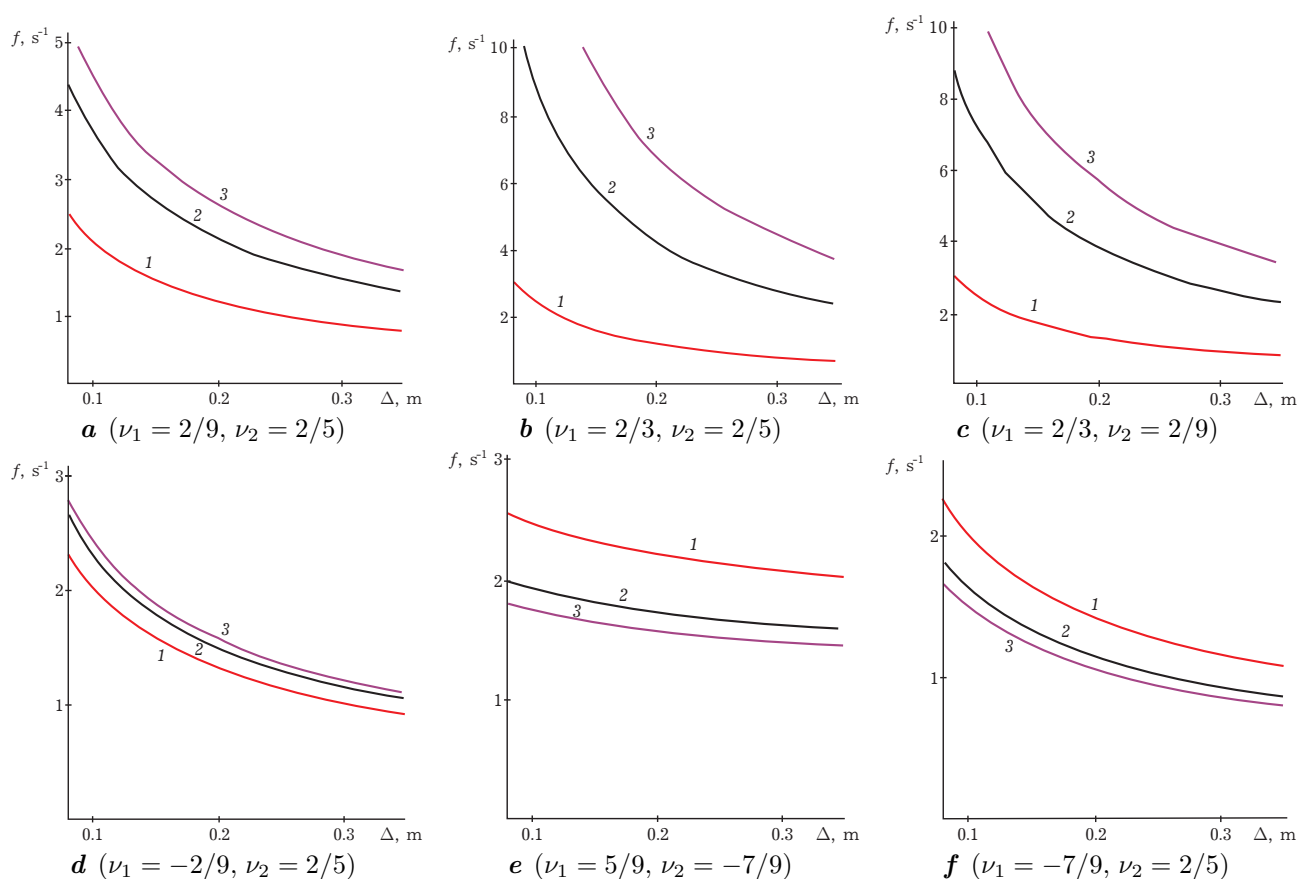 f, s⁻¹ 5 4 3 2 1 0.1 0.2 0.3 Δ, m 1 2 3
a (ν₁ = 2/9, ν₂ = 2/5)
f, s⁻¹ 10 8 6 4 2 0.1 0.2 0.3 Δ, m 1 2 3
b (ν₁ = 2/3, ν₂ = 2/5)
f, s⁻¹ 10 8 6 4 2 0.1 0.2 0.3 Δ, m 1 2 3
c (ν₁ = 2/3, ν₂ = 2/9)
f, s⁻¹ 3 2 1 0.1 0.2 0.3 Δ, m 1 2 3
d (ν₁ = −2/9, ν₂ = 2/5)
f, s⁻¹ 3 2 1 0.1 0.2 0.3 Δ, m 1 2 3
e (ν₁ = 5/9, ν₂ = −7/9)
f, s⁻¹ 2 1 0.1 0.2 0.3 Δ, m 1 2 3
f (ν₁ = −7/9, ν₂ = 2/5)